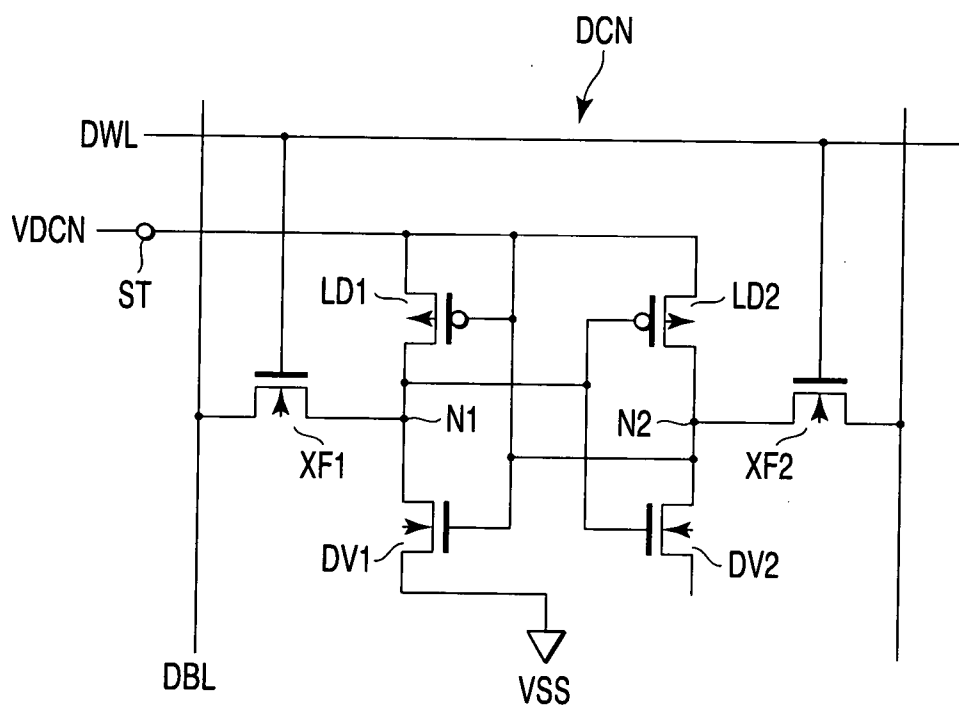 DCN
DWL
VDCN
ST
LD1
LD2
N1
N2
XF1
XF2
DV1
DV2
DBL
VSS